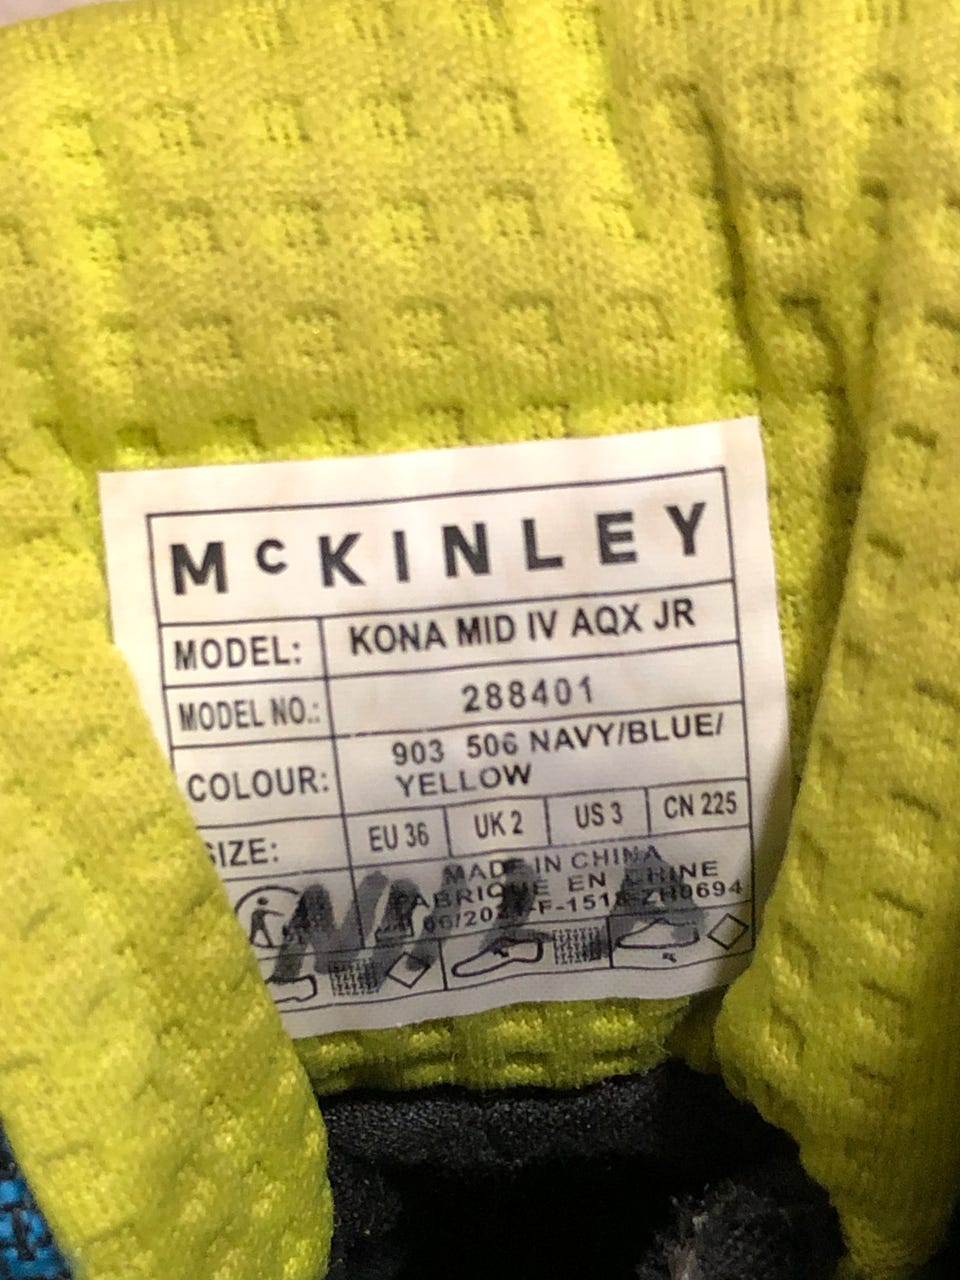 McKINLEY
MODEL: KONA MID IV AQX JR
MODEL NO.: 288401
COLOUR: 903 506 NAVY/BLUE/
YELLOW
SIZE: EU 36 UK 2 US 3 CN 225
MADE IN CHINA
FABRIQUE EN CHINE